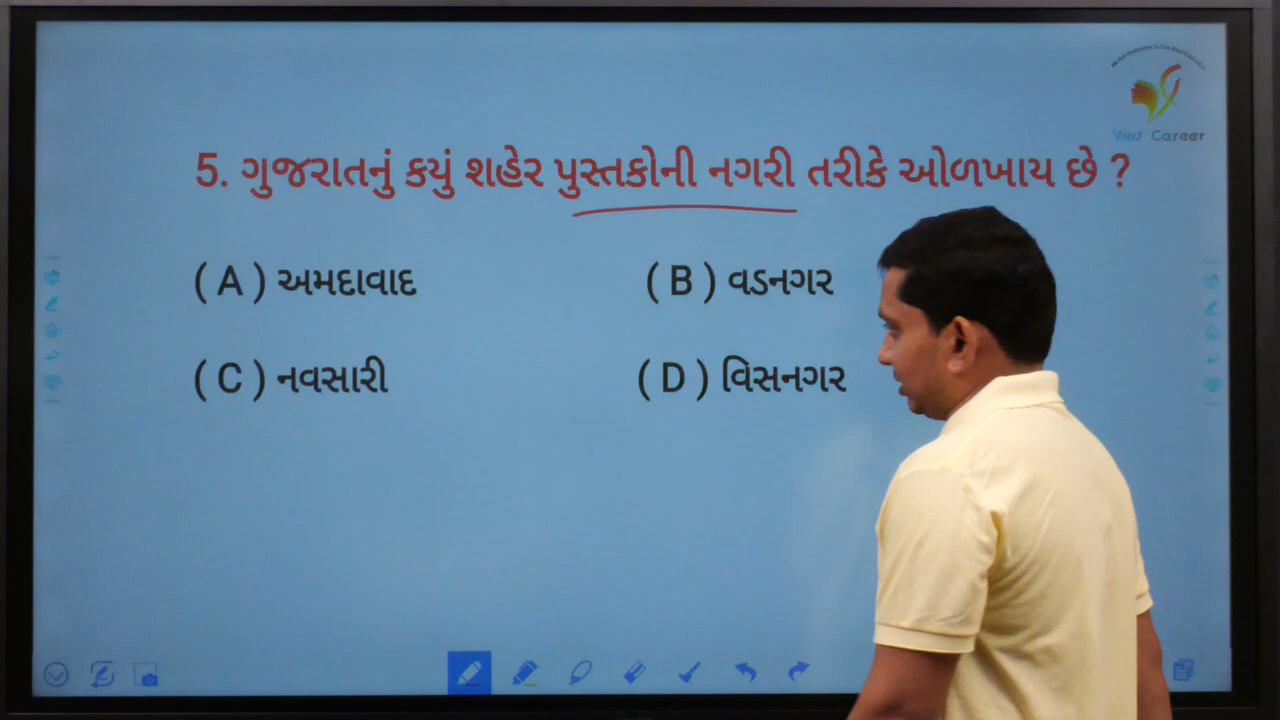 Ved Career
5. ગુજરાતનું કયું શહેર પુસ્તકોની નગરી તરીકે ઓળખાય છે ?
( A ) અમદાવાદ ( B ) વડનગર
( C ) નવસારી ( D ) વિસનગર